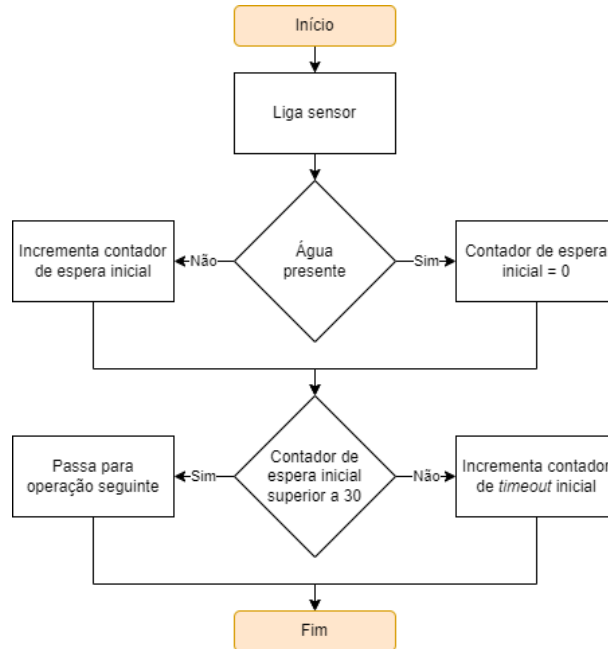 Início
Liga sensor
Água
presente
Não
Sim
Incrementa contador
de espera inicial
Contador de espera
inicial = 0
Contador de
espera inicial
superior a 30
Sim
Não
Passa para
operação seguinte
Incrementa contador
de timeout inicial
Fim